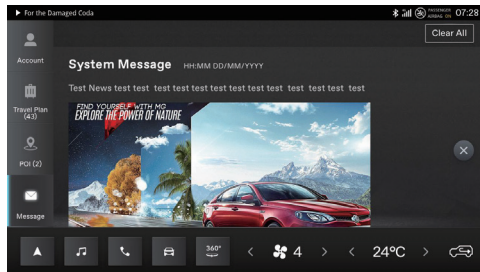 For the Damaged Coda
PASSENGER
AIRBAG ON
07:28
Clear All
Account
System Message HH:MM DD/MM/YYYY
Test News test test test test test test test test test test test test
Travel Plan
(43)
FIND YOURSELF WITH MG
EXPLORE THE POWER OF NATURE
POI (2)
Message
360°
< 4 >
< 24°C >